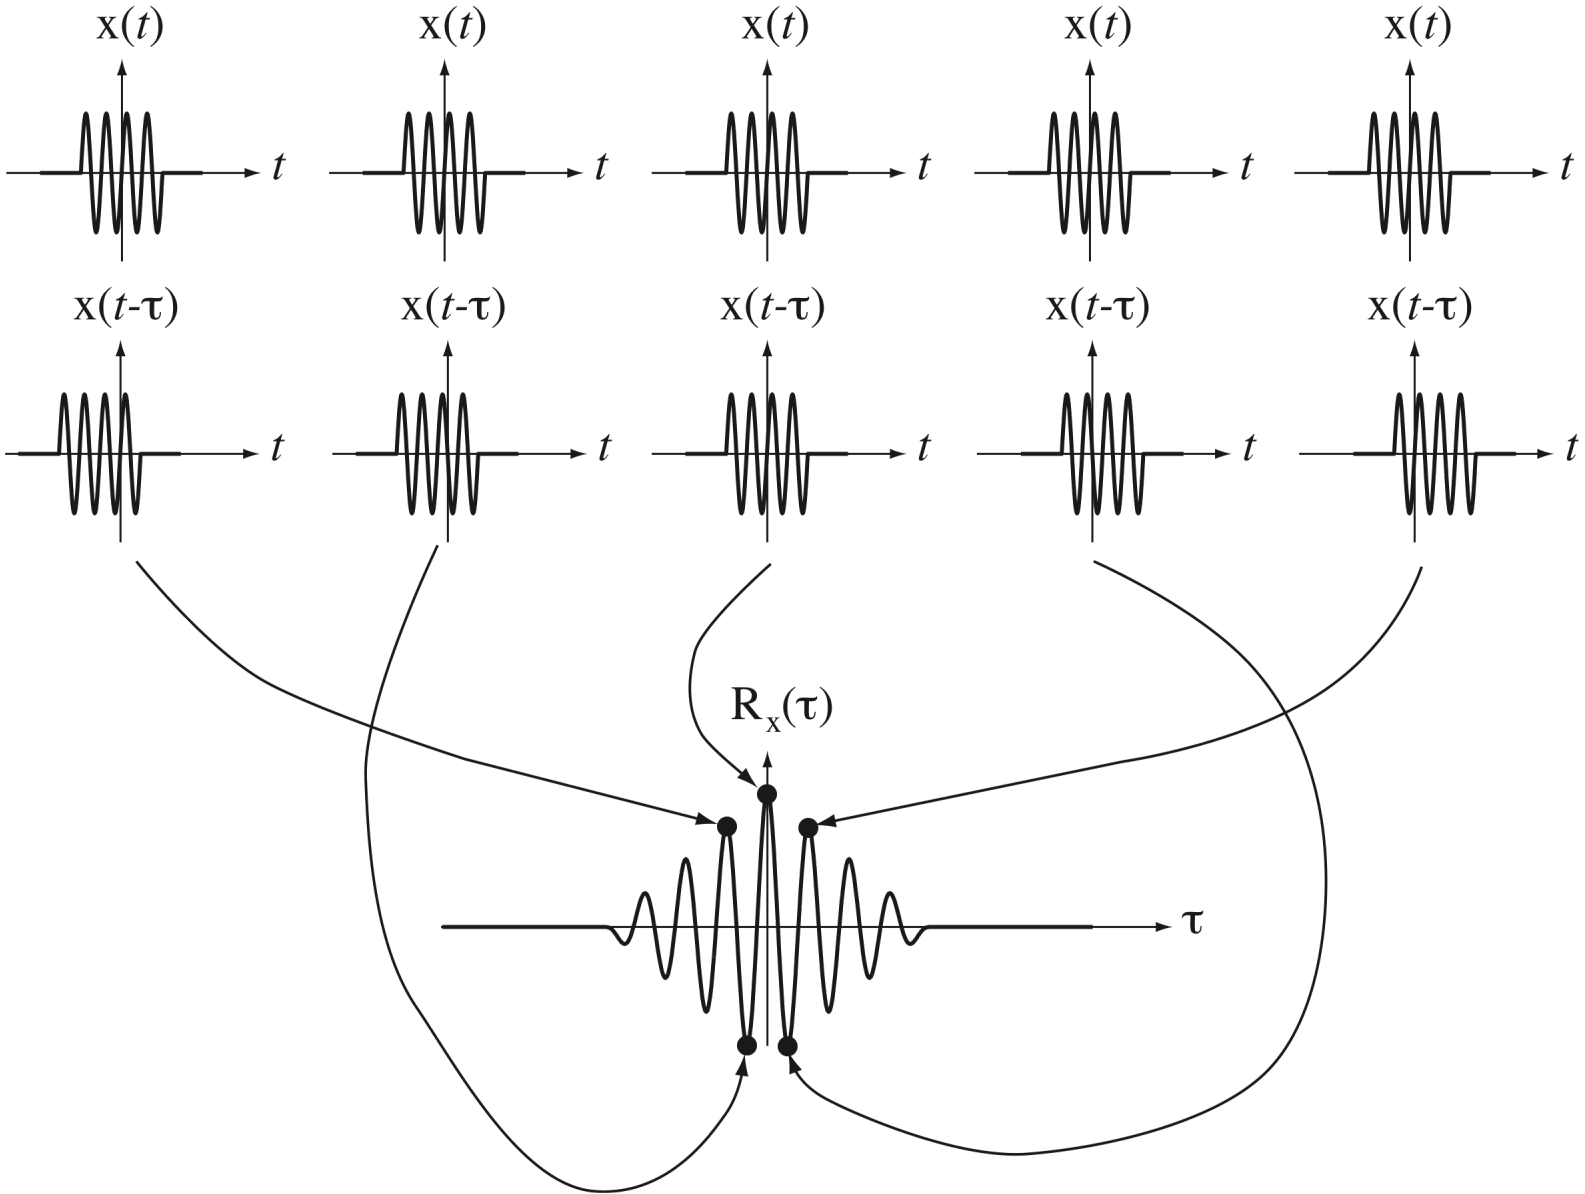 x(t) x(t) x(t) x(t) x(t)
t t t t t
x(t-τ) x(t-τ) x(t-τ) x(t-τ) x(t-τ)
t t t t t
Rx(τ)
τ